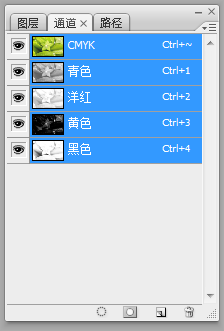 图层 通道 × 路径
CMYK Ctrl+~
青色 Ctrl+1
洋红 Ctrl+2
黄色 Ctrl+3
黑色 Ctrl+4